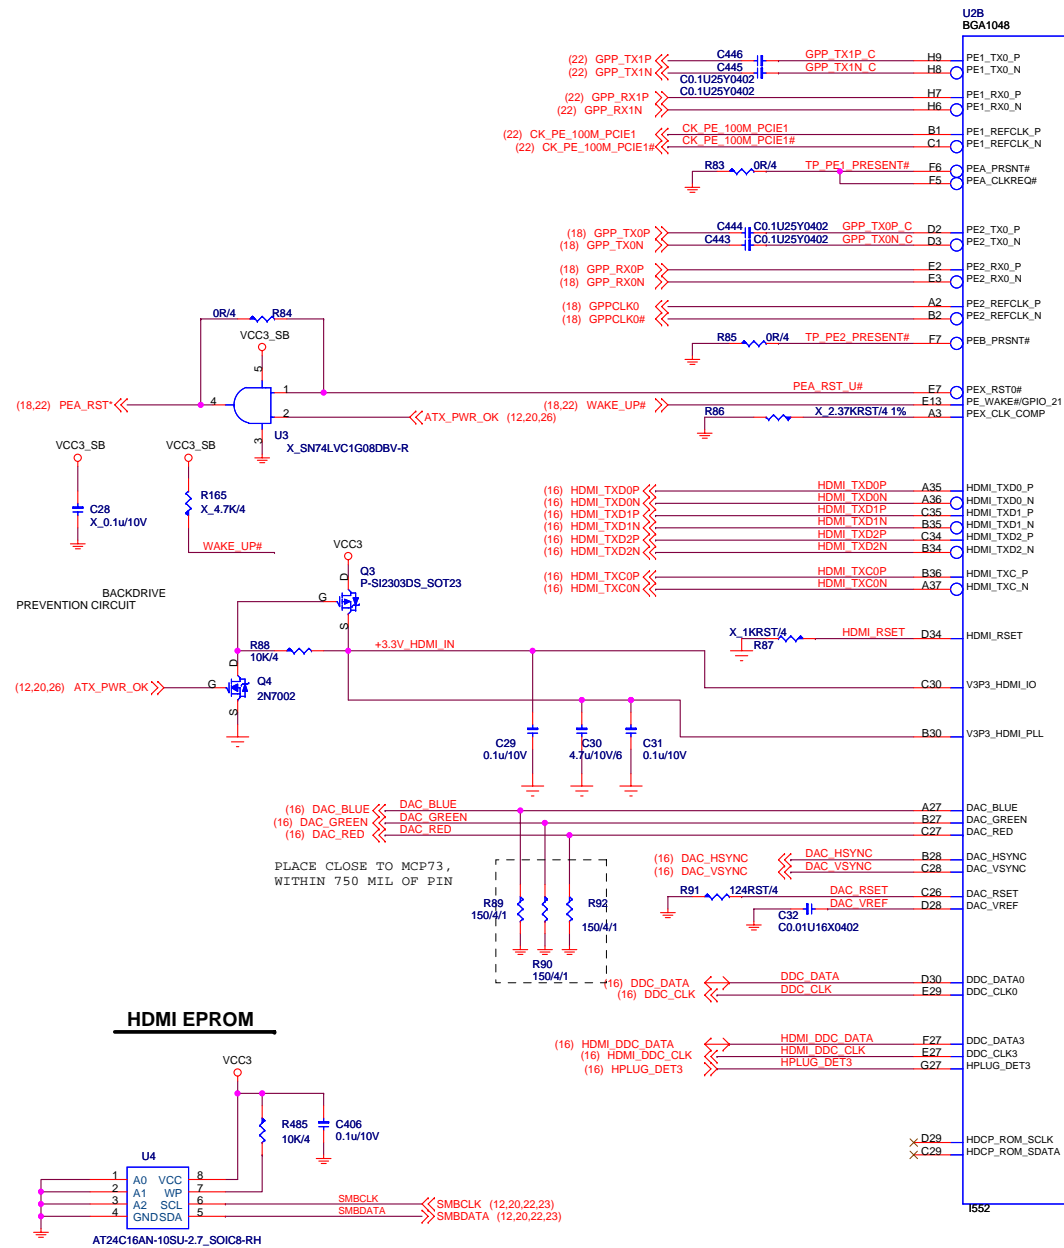 U2B
BGA1048
(22) GPP_TX1P C446 GPP_TX1P_C H9 PE1_TX0_P
(22) GPP_TX1N C445 GPP_TX1N_C H8 PE1_TX0_N
C0.1U25Y0402
C0.1U25Y0402
(22) GPP_RX1P H7 PE1_RX0_P
(22) GPP_RX1N H6 PE1_RX0_N
(22) CK_PE_100M_PCIE1 CK_PE_100M_PCIE1 B1 PE1_REFCLK_P
(22) CK_PE_100M_PCIE1# CK_PE_100M_PCIE1# C1 PE1_REFCLK_N
R83 0R/4 TP_PE1_PRESENT# F6 PEA_PRSNT#
F5 PEA_CLKREQ#
(18) GPP_TX0P C444 C0.1U25Y0402 GPP_TX0P_C D2 PE2_TX0_P
(18) GPP_TX0N C443 C0.1U25Y0402 GPP_TX0N_C D3 PE2_TX0_N
(18) GPP_RX0P E2 PE2_RX0_P
(18) GPP_RX0N E3 PE2_RX0_N
(18) GPPCLK0 A2 PE2_REFCLK_P
(18) GPPCLK0# B2 PE2_REFCLK_N
0R/4 R84
VCC3_SB
R85 0R/4 TP_PE2_PRESENT# F7 PEB_PRSNT#
5
1 PEA_RST_U# E7 PEX_RST0#
(18,22) PEA_RST* 4 (18,22) WAKE_UP# E13 PE_WAKE#/GPIO_21
2 ATX_PWR_OK (12,20,26) R86 X_2.37KRST/4 1% A3 PEX_CLK_COMP
3
U3
X_SN74LVC1G08DBV-R
VCC3_SB VCC3_SB
C28
X_0.1u/10V
R165
X_4.7K/4
WAKE_UP#
(16) HDMI_TXD0P HDMI_TXD0P A35 HDMI_TXD0_P
(16) HDMI_TXD0N HDMI_TXD0N A36 HDMI_TXD0_N
(16) HDMI_TXD1P HDMI_TXD1P C35 HDMI_TXD1_P
(16) HDMI_TXD1N HDMI_TXD1N B35 HDMI_TXD1_N
(16) HDMI_TXD2P HDMI_TXD2P C34 HDMI_TXD2_P
(16) HDMI_TXD2N HDMI_TXD2N B34 HDMI_TXD2_N
(16) HDMI_TXC0P HDMI_TXC0P B36 HDMI_TXC_P
(16) HDMI_TXC0N HDMI_TXC0N A37 HDMI_TXC_N
VCC3
D
Q3
P-SI2303DS_SOT23
G
S
BACKDRIVE
PREVENTION CIRCUIT
X_1KRST/4 HDMI_RSET D34 HDMI_RSET
R87
R88
10K/4
+3.3V_HDMI_IN
D
(12,20,26) ATX_PWR_OK G
S
Q4
2N7002
C30 V3P3_HDMI_IO
B30 V3P3_HDMI_PLL
C29
0.1u/10V
C30
4.7u/10V/6
C31
0.1u/10V
(16) DAC_BLUE DAC_BLUE A27 DAC_BLUE
(16) DAC_GREEN DAC_GREEN B27 DAC_GREEN
(16) DAC_RED DAC_RED C27 DAC_RED
PLACE CLOSE TO MCP73,
WITHIN 750 MIL OF PIN
(16) DAC_HSYNC DAC_HSYNC B28 DAC_HSYNC
(16) DAC_VSYNC DAC_VSYNC C28 DAC_VSYNC
R91 124RST/4 DAC_RSET C26 DAC_RSET
DAC_VREF D28 DAC_VREF
C32
C0.01U16X0402
R89
150/4/1
R92
150/4/1
R90
150/4/1
(16) DDC_DATA DDC_DATA D30 DDC_DATA0
(16) DDC_CLK DDC_CLK E29 DDC_CLK0
(16) HDMI_DDC_DATA HDMI_DDC_DATA F27 DDC_DATA3
(16) HDMI_DDC_CLK HDMI_DDC_CLK E27 DDC_CLK3
(16) HPLUG_DET3 HPLUG_DET3 G27 HPLUG_DET3
D29 HDCP_ROM_SCLK
C29 HDCP_ROM_SDATA
I552
HDMI EPROM
VCC3
R485
10K/4
C406
0.1u/10V
U4
1 A0 VCC 8
2 A1 WP 7
3 A2 SCL 6 SMBCLK SMBCLK (12,20,22,23)
4 GND SDA 5 SMBDATA SMBDATA (12,20,22,23)
AT24C16AN-10SU-2.7_SOIC8-RH